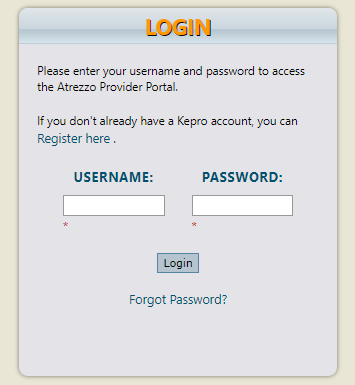 LOGIN
Please enter your username and password to access
the Atrezzo Provider Portal.
If you don't already have a Kepro account, you can
Register here .
USERNAME: PASSWORD:
* *
Login
Forgot Password?